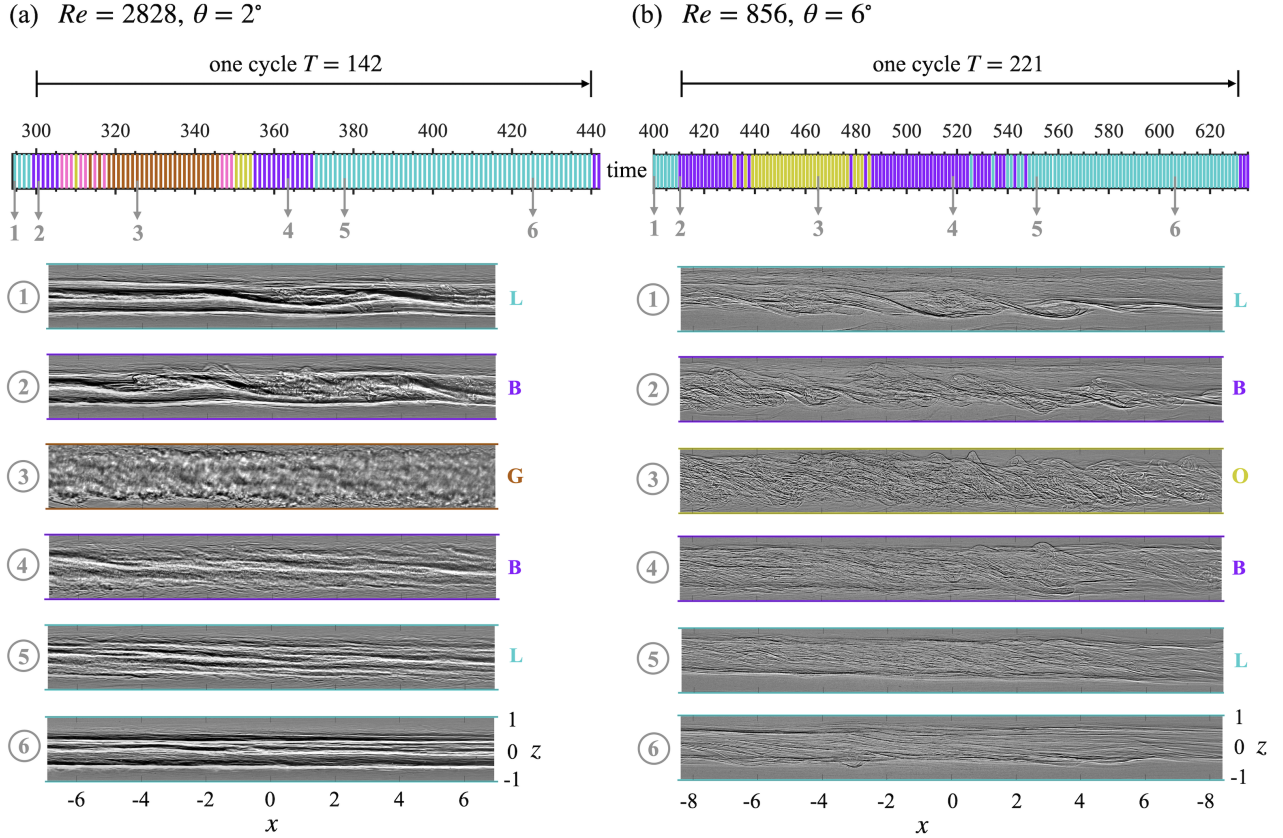 (a) Re = 2828, θ = 2°
one cycle T = 142
300 320 340 360 380 400 420 440
1 2 3 4 5 6
(b) Re = 856, θ = 6°
one cycle T = 221
400 420 440 460 480 500 520 540 560 580 600 620
time
1 2 3 4 5 6
1 L
2 B
3 G
4 B
5 L
6
1
0 z
-1
-6 -4 -2 0 2 4 6
x
1 L
2 B
3 O
4 B
5 L
6
1
0 z
-1
-8 -6 -4 -2 0 2 4 6 -8
x